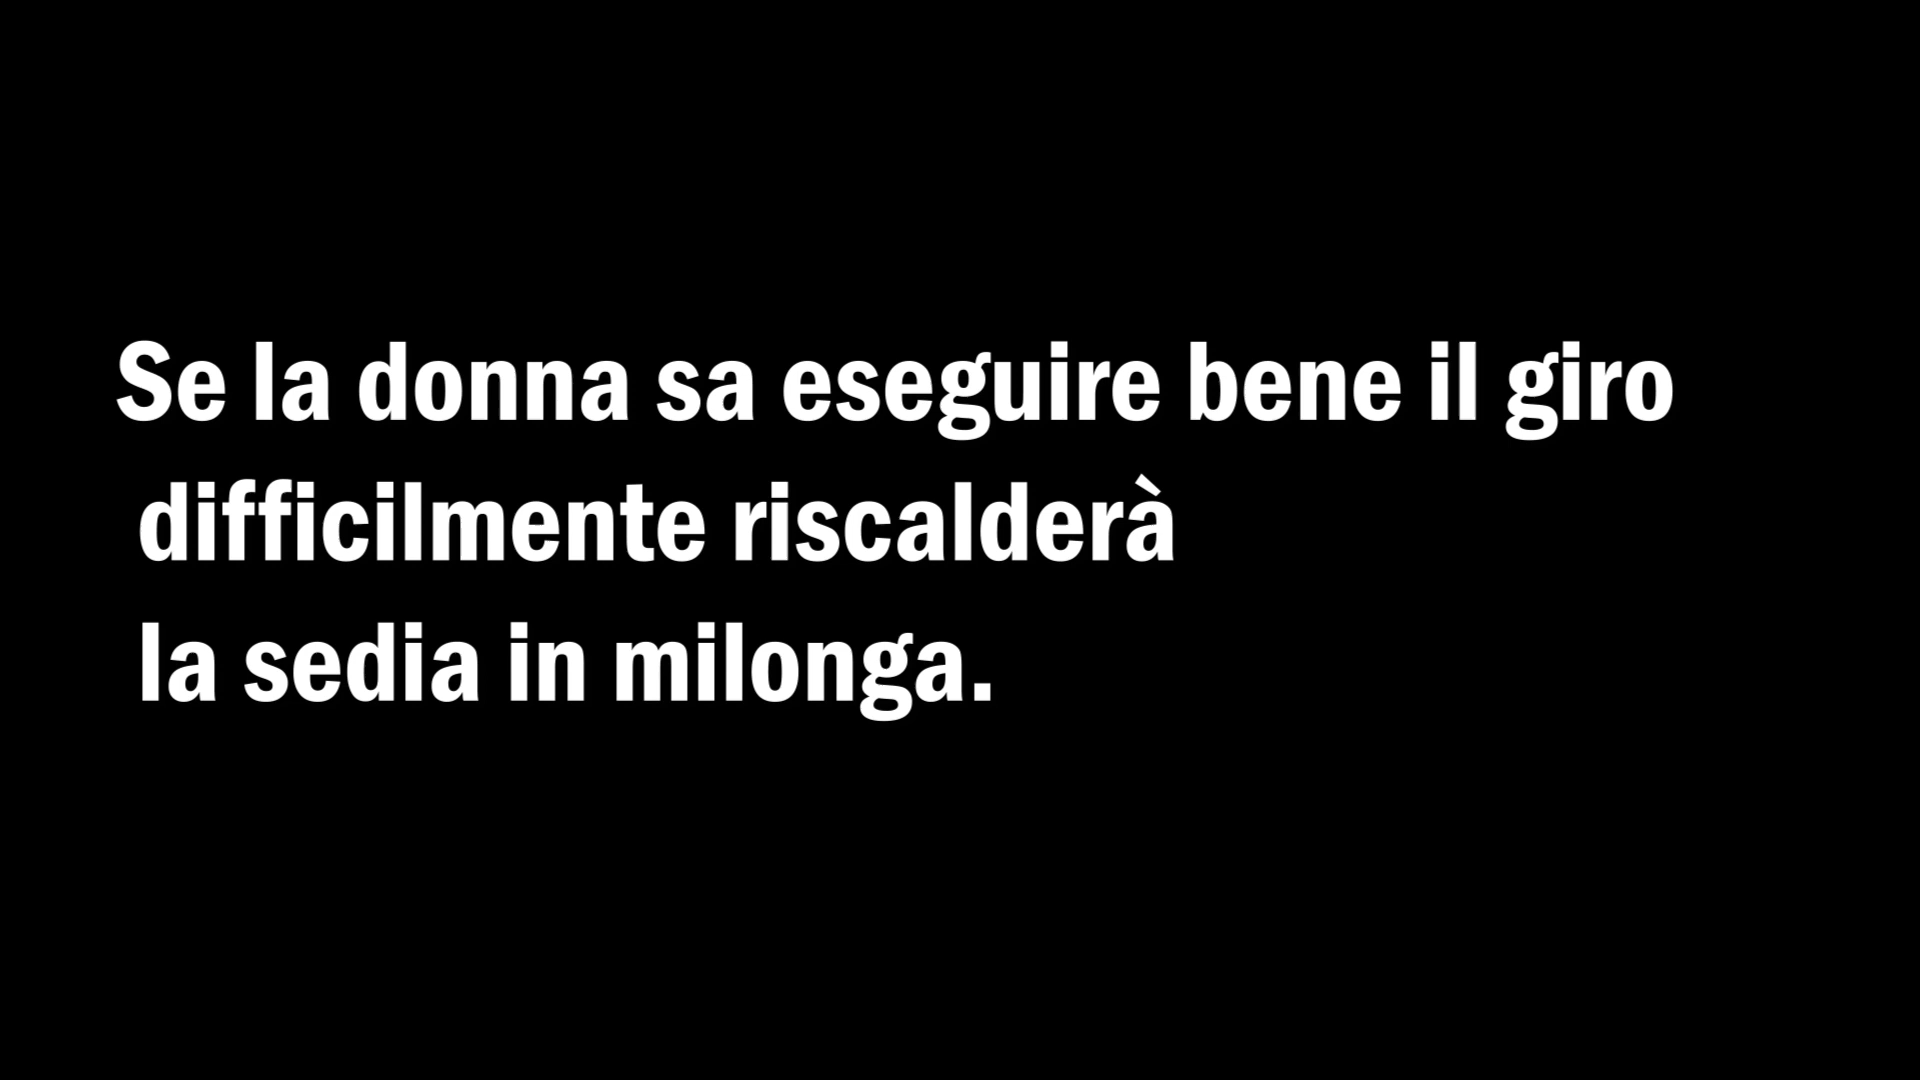 Se la donna sa eseguire bene il giro
difficilmente riscalderà
la sedia in milonga.